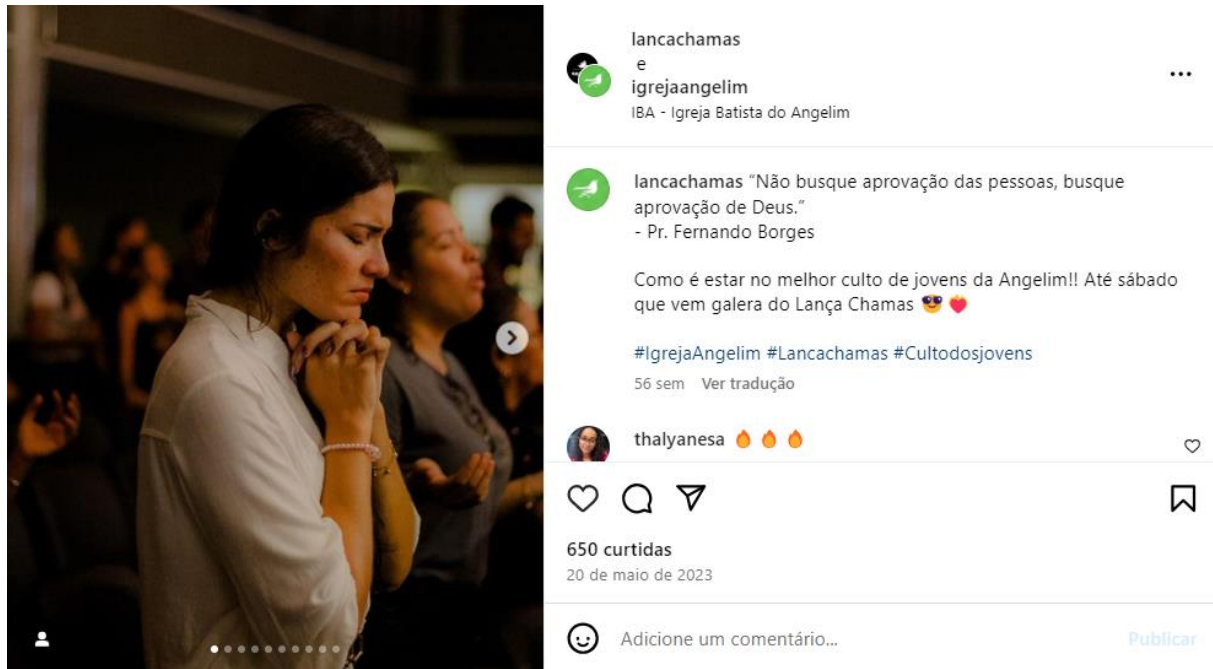 lancachamas
e
igrejaangelim
IBA - Igreja Batista do Angelim
lancachamas “Não busque aprovação das pessoas, busque
aprovação de Deus.”
- Pr. Fernando Borges
Como é estar no melhor culto de jovens da Angelim!! Até sábado
que vem galera do Lança Chamas 😎 ❤️‍🔥
#IgrejaAngelim #Lancachamas #Cultodosjovens
56 sem Ver tradução
thalyanesa 🔥 🔥 🔥
650 curtidas
20 de maio de 2023
Adicione um comentário... Publicar